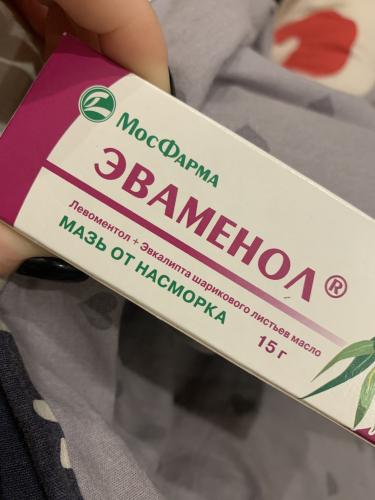 МосФарма
ЭВАМЕНОЛ®
Левоментол + Эвкалипта шарикового листьев масло
МАЗЬ ОТ НАСМОРКА
15 г